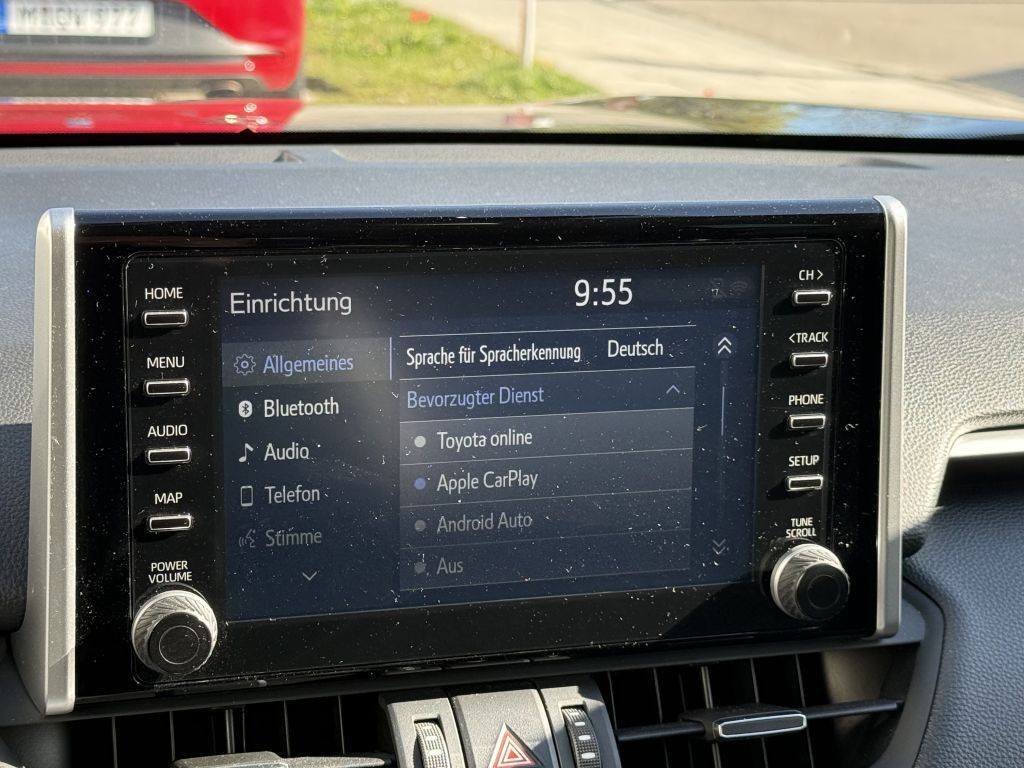 HOME
MENU
AUDIO
MAP
POWER
VOLUME
Einrichtung
9:55
Allgemeines
Bluetooth
Audio
Telefon
Stimme
Sprache für Spracherkennung Deutsch
Bevorzugter Dienst
Toyota online
Apple CarPlay
Android Auto
Aus
CH >
< TRACK
PHONE
SETUP
TUNE
SCROLL